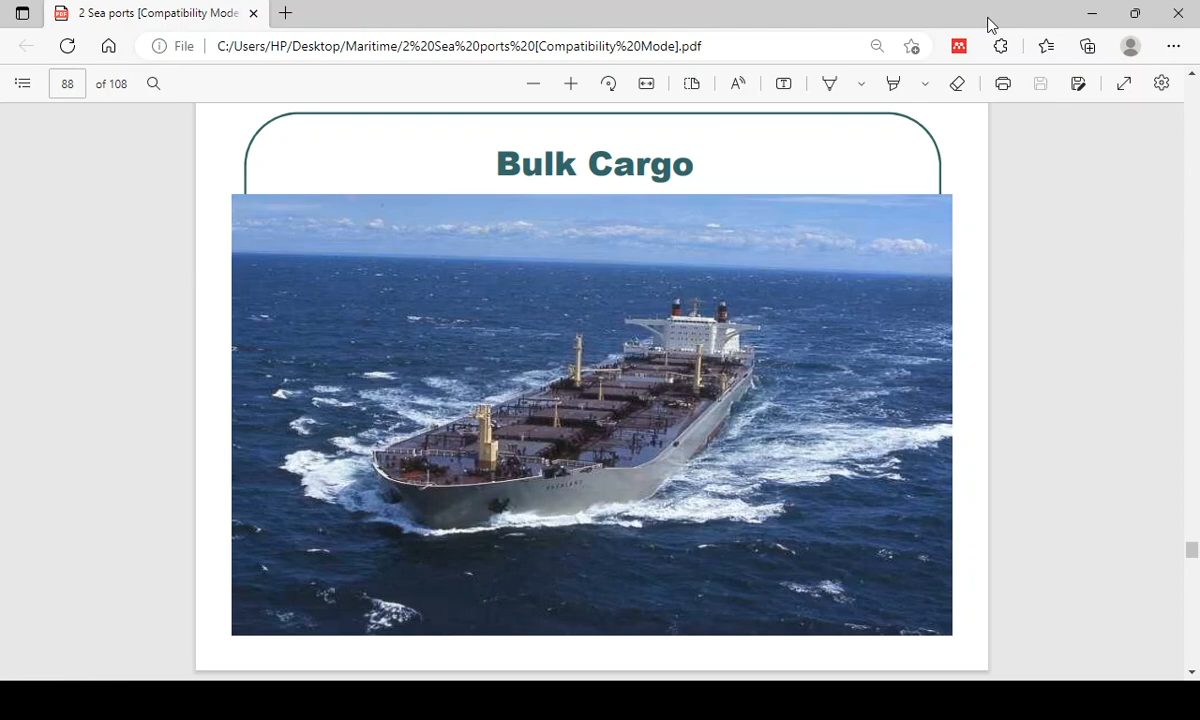 2 Sea ports [Compatibility Mode
File
C:/Users/HP/Desktop/Maritime/2%20Sea%20ports%20[Compatibility%20Mode].pdf
88 of 108
Bulk Cargo